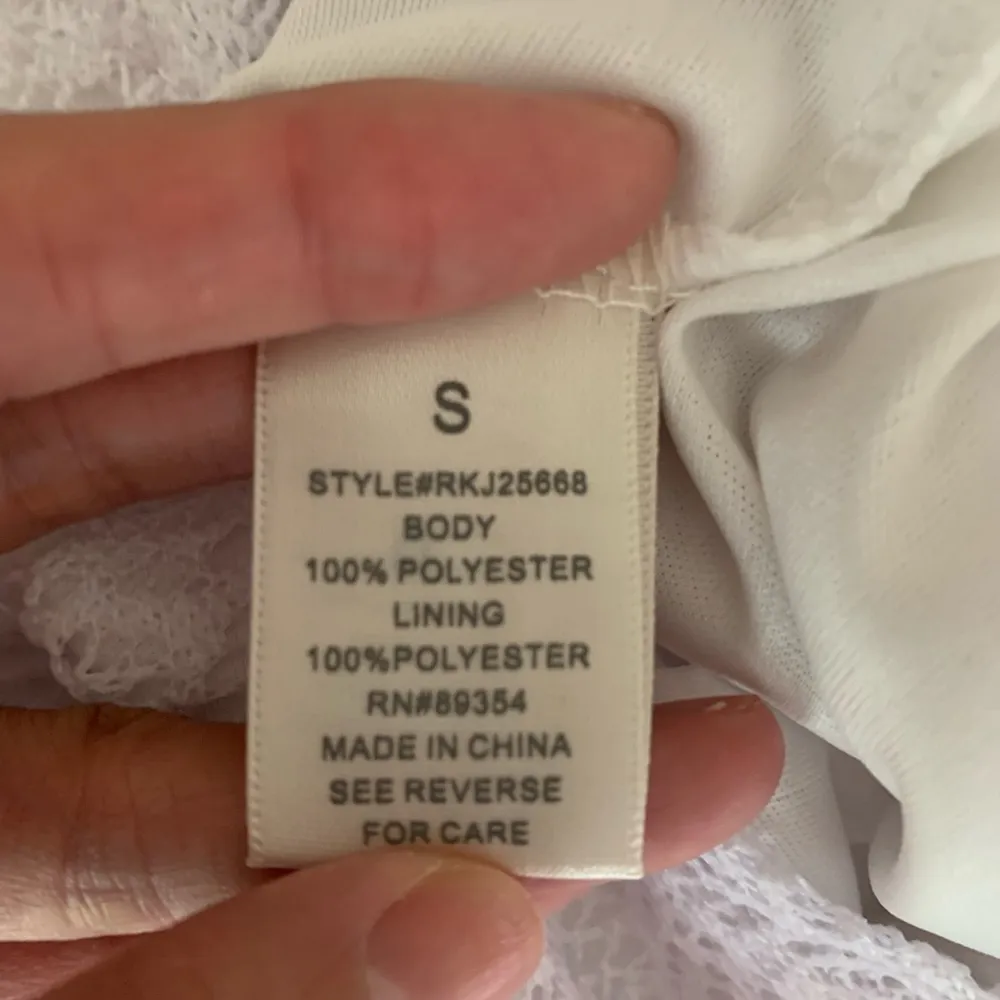 S
STYLE#RKJ25668
BODY
100% POLYESTER
LINING
100%POLYESTER
RN#89354
MADE IN CHINA
SEE REVERSE
FOR CARE